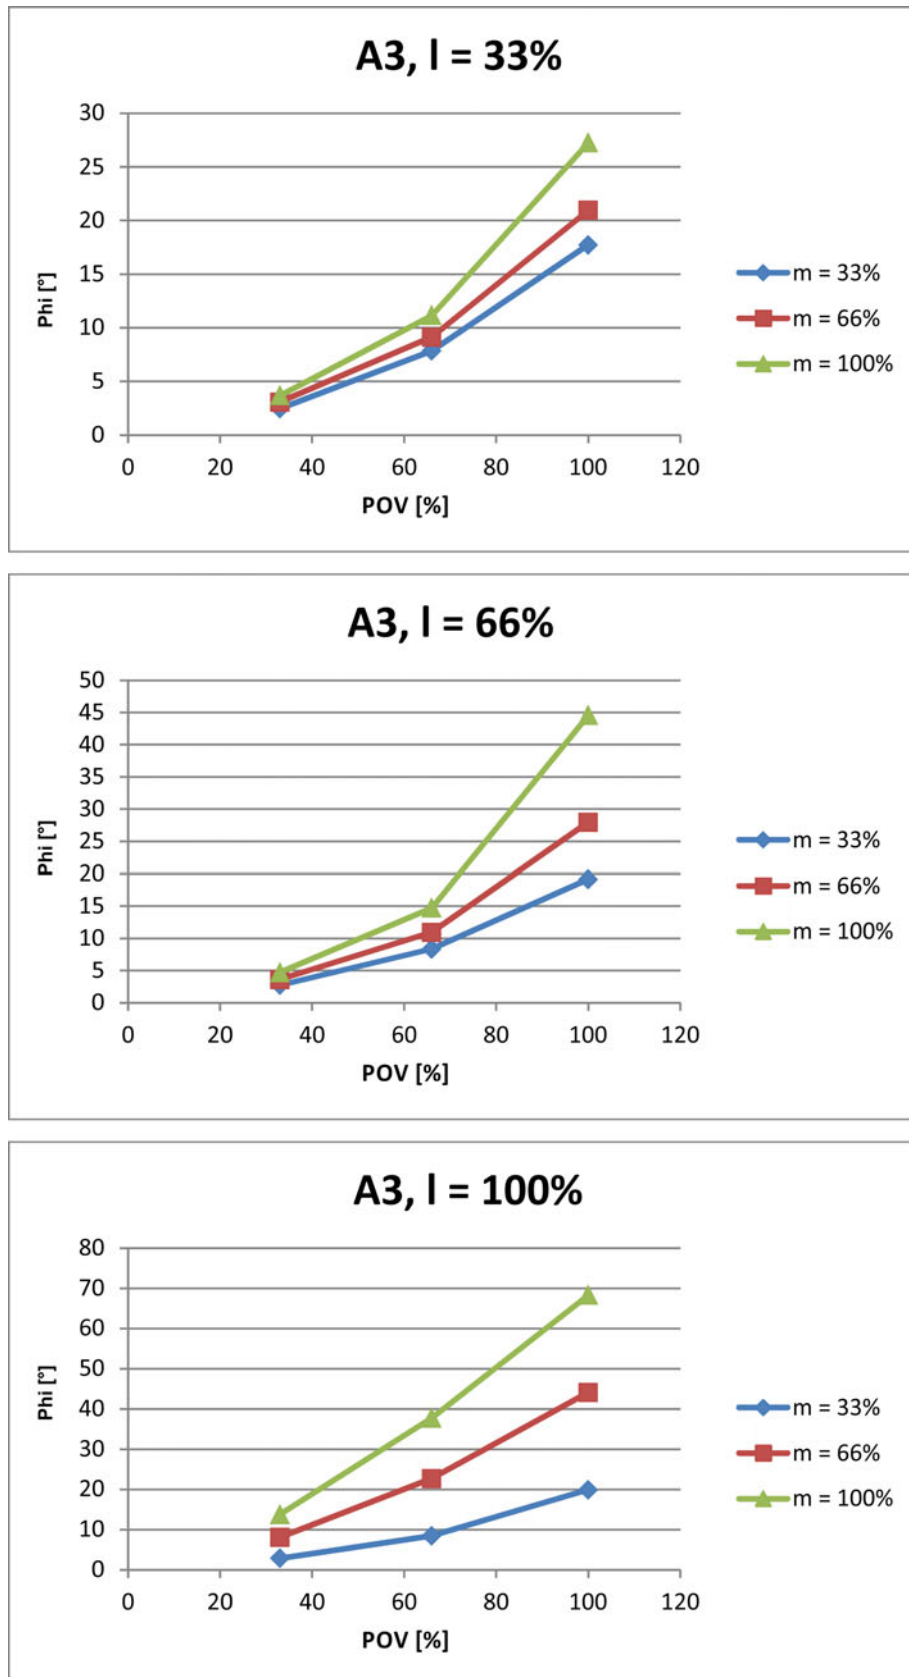 A3, l = 33%
30
25
20
15
10
5
0
Phi [°]
0 20 40 60 80 100 120
POV [%]
m = 33%
m = 66%
m = 100%
A3, l = 66%
50
45
40
35
30
25
20
15
10
5
0
Phi [°]
0 20 40 60 80 100 120
POV [%]
m = 33%
m = 66%
m = 100%
A3, l = 100%
80
70
60
50
40
30
20
10
0
Phi [°]
0 20 40 60 80 100 120
POV [%]
m = 33%
m = 66%
m = 100%